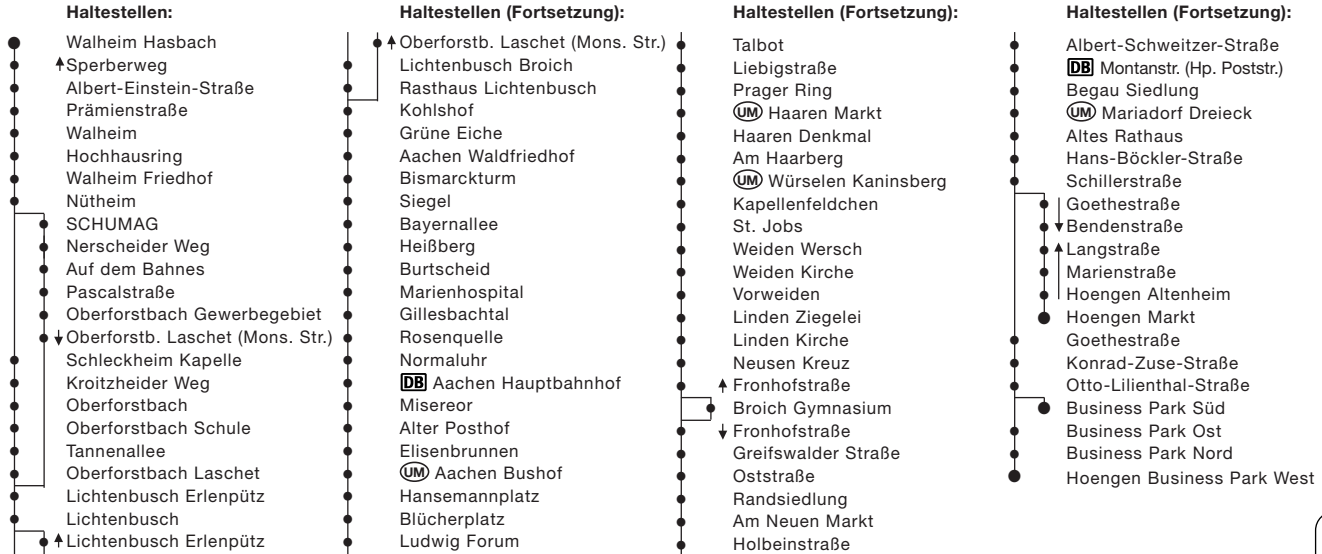 Haltestellen:
Walheim Hasbach
Sperberweg
Albert-Einstein-Straße
Prämienstraße
Walheim
Hochhausring
Walheim Friedhof
Nütheim
SCHUMAG
Nerscheider Weg
Auf dem Bahnes
Pascalstraße
Oberforstbach Gewerbegebiet
Oberforstb. Laschet (Mons. Str.)
Schleckheim Kapelle
Kroitzheider Weg
Oberforstbach
Oberforstbach Schule
Tannenallee
Oberforstbach Laschet
Lichtenbusch Erlenpütz
Lichtenbusch
Lichtenbusch Erlenpütz
Haltestellen (Fortsetzung):
Oberforstb. Laschet (Mons. Str.)
Lichtenbusch Broich
Rasthaus Lichtenbusch
Kohlshof
Grüne Eiche
Aachen Waldfriedhof
Bismarckturm
Siegel
Bayernallee
Heißberg
Burtscheid
Marienhospital
Gillesbachtal
Rosenquelle
Normaluhr
DB Aachen Hauptbahnhof
Misereor
Alter Posthof
Elisenbrunnen
UM Aachen Bushof
Hansemannplatz
Blücherplatz
Ludwig Forum
Haltestellen (Fortsetzung):
Talbot
Liebigstraße
Prager Ring
UM Haaren Markt
Haaren Denkmal
Am Haarberg
UM Würselen Kaninsberg
Kapellenfeldchen
St. Jobs
Weiden Wersch
Weiden Kirche
Vorweiden
Linden Ziegelei
Linden Kirche
Neusen Kreuz
Fronhofstraße
Broich Gymnasium
Fronhofstraße
Greifswalder Straße
Oststraße
Randsiedlung
Am Neuen Markt
Holbeinstraße
Haltestellen (Fortsetzung):
Albert-Schweitzer-Straße
DB Montanstr. (Hp. Poststr.)
Begau Siedlung
UM Mariadorf Dreieck
Altes Rathaus
Hans-Böckler-Straße
Schillerstraße
Goethestraße
Bendenstraße
Langstraße
Marienstraße
Hoengen Altenheim
Hoengen Markt
Goethestraße
Konrad-Zuse-Straße
Otto-Lilienthal-Straße
Business Park Süd
Business Park Ost
Business Park Nord
Hoengen Business Park West